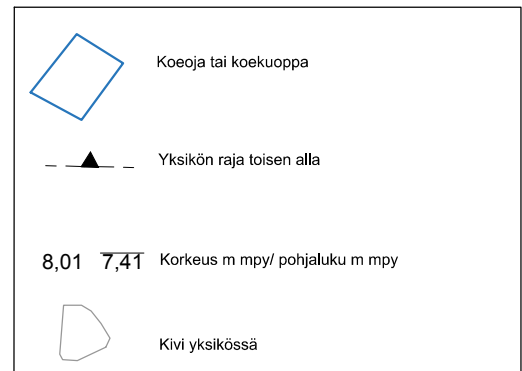 Koeoja tai koekuoppa
Yksikön raja toisen alla
8,01 7,41 Korkeus m mpy/ pohjaluku m mpy
Kivi yksikössä